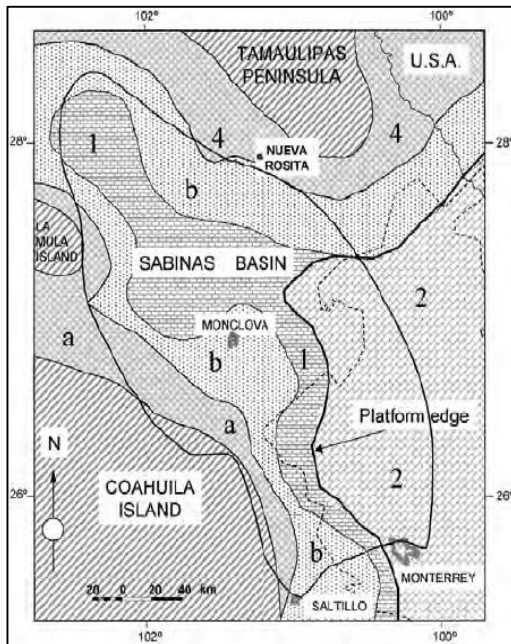 102° 100°
TAMAULIPAS
PENINSULA
U.S.A.
28° 28°
1
4
4
NUEVA
ROSITA
b
LA
MULA
ISLAND
SABINAS BASIN
2
a
MONCLOVA
b
1
a
Platform edge
N
COAHUILA
ISLAND
26° 26°
2
b
20 0 20 40 km
SALTILLO
MONTERREY
102° 100°